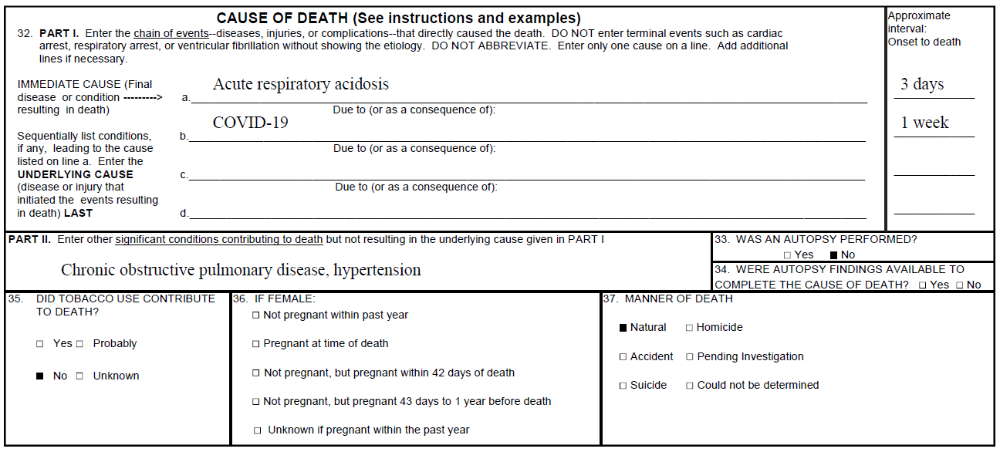 CAUSE OF DEATH (See instructions and examples)
32. PART I. Enter the chain of events--diseases, injuries, or complications--that directly caused the death. DO NOT enter terminal events such as cardiac
arrest, respiratory arrest, or ventricular fibrillation without showing the etiology. DO NOT ABBREVIATE. Enter only one cause on a line. Add additional
lines if necessary.
Approximate
interval:
Onset to death
IMMEDIATE CAUSE (Final
disease or condition --------->
resulting in death)
a. Acute respiratory acidosis 3 days
Due to (or as a consequence of):
Sequentially list conditions,
if any, leading to the cause
listed on line a. Enter the
UNDERLYING CAUSE
(disease or injury that
initiated the events resulting
in death) LAST
b. COVID-19 1 week
Due to (or as a consequence of):
c.
Due to (or as a consequence of):
d.
PART II. Enter other significant conditions contributing to death but not resulting in the underlying cause given in PART I
Chronic obstructive pulmonary disease, hypertension
33. WAS AN AUTOPSY PERFORMED?
□ Yes ■ No
34. WERE AUTOPSY FINDINGS AVAILABLE TO
COMPLETE THE CAUSE OF DEATH? □ Yes □ No
35. DID TOBACCO USE CONTRIBUTE
TO DEATH?
□ Yes □ Probably
■ No □ Unknown
36. IF FEMALE:
□ Not pregnant within past year
□ Pregnant at time of death
□ Not pregnant, but pregnant within 42 days of death
□ Not pregnant, but pregnant 43 days to 1 year before death
□ Unknown if pregnant within the past year
37. MANNER OF DEATH
■ Natural □ Homicide
□ Accident □ Pending Investigation
□ Suicide □ Could not be determined